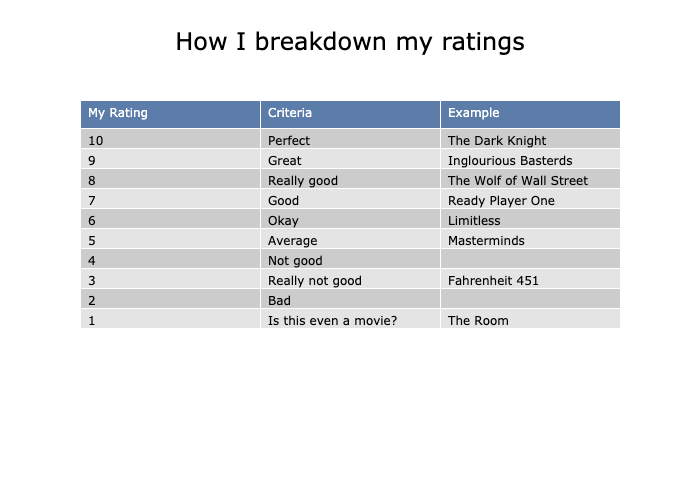 How I breakdown my ratings
My Rating Criteria Example
10 Perfect The Dark Knight
9 Great Inglourious Basterds
8 Really good The Wolf of Wall Street
7 Good Ready Player One
6 Okay Limitless
5 Average Masterminds
4 Not good
3 Really not good Fahrenheit 451
2 Bad
1 Is this even a movie? The Room